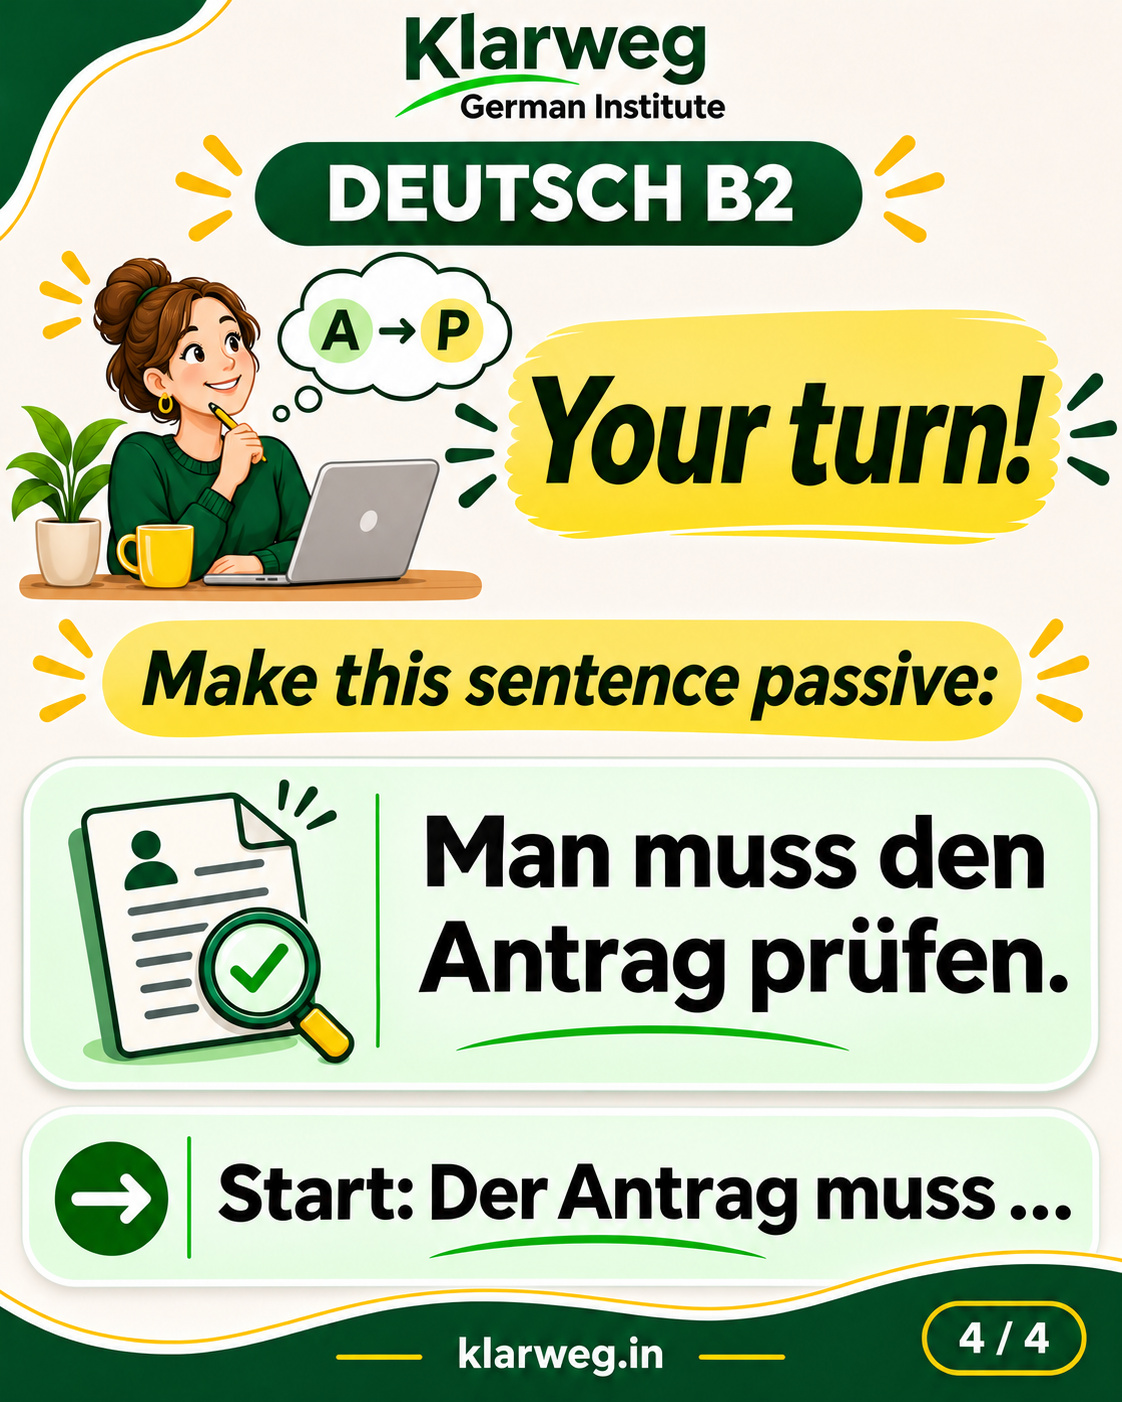 Klarweg
German Institute
DEUTSCH B2
A → P
Your turn!
Make this sentence passive:
Man muss den
Antrag prüfen.
Start: Der Antrag muss ...
klarweg.in
4 / 4